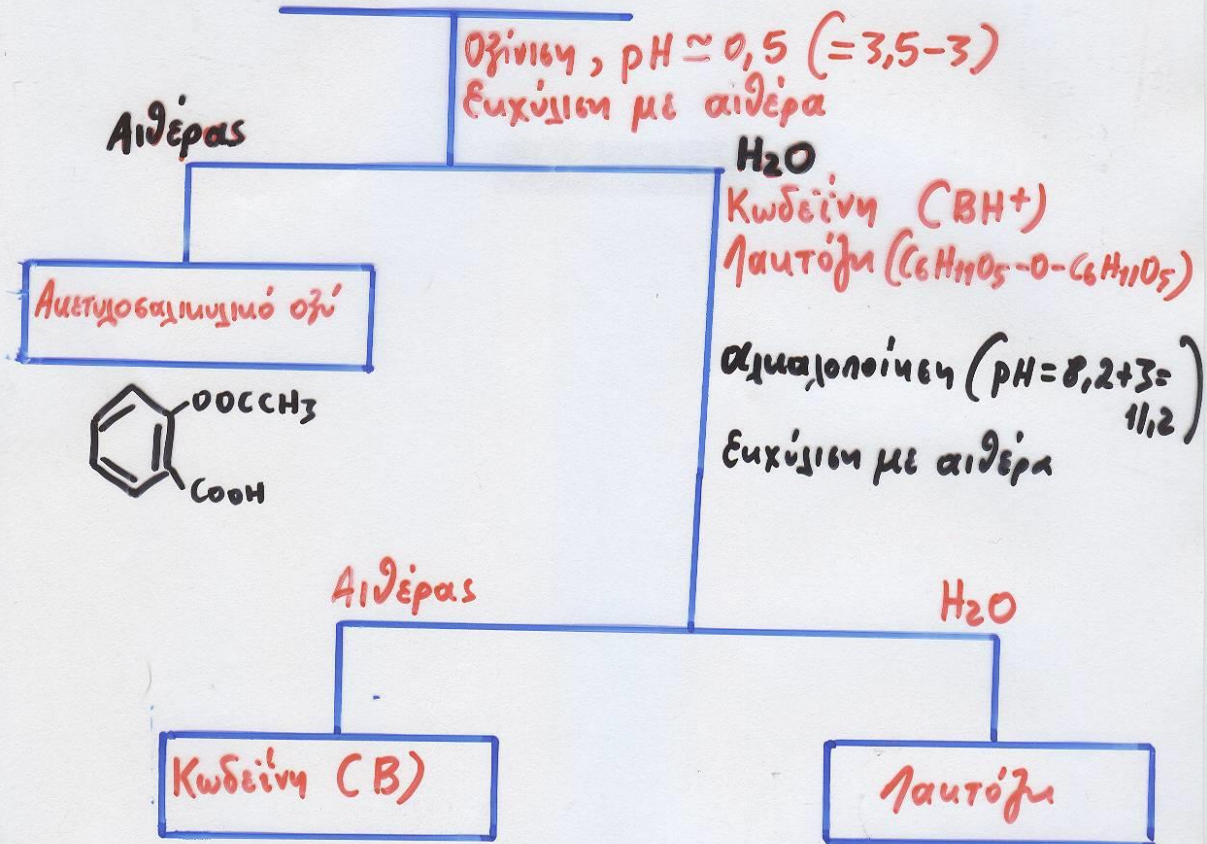 Οξίνιση, pH ≃ 0,5 (=3,5-3)
Εκχύλιση με αιθέρα
Αιθέρας
H2O
Κωδεΐνη (BH+)
Λακτόζη (C6H11O5-O-C6H11O5)
Ακετυλοσαλικυλικό οξύ
αλκαλοποίηση (pH=8,2+3=
11,2)
Εκχύλιση με αιθέρα
OOCCH3
COOH
Αιθέρας
H2O
Κωδεΐνη (B)
Λακτόζη